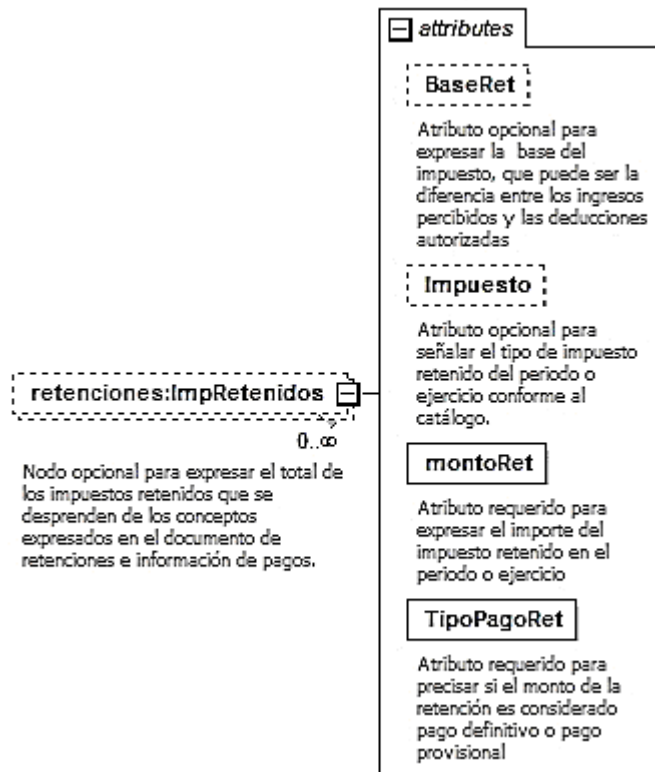 attributes
BaseRet
Atributo opcional para
expresar la base del
impuesto, que puede ser la
diferencia entre los ingresos
percibidos y las deducciones
autorizadas
Impuesto
Atributo opcional para
señalar el tipo de impuesto
retenido del periodo o
ejercicio conforme al
catálogo.
retenciones:ImpRetenidos
0..∞
Nodo opcional para expresar el total de
los impuestos retenidos que se
desprenden de los conceptos
expresados en el documento de
retenciones e información de pagos.
montoRet
Atributo requerido para
expresar el importe del
impuesto retenido en el
periodo o ejercicio
TipoPagoRet
Atributo requerido para
precisar si el monto de la
retención es considerado
pago definitivo o pago
provisional